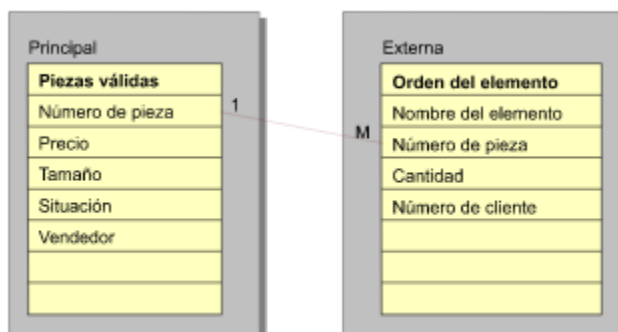 Principal
Piezas válidas
Número de pieza
Precio
Tamaño
Situación
Vendedor
1
M
Externa
Orden del elemento
Nombre del elemento
Número de pieza
Cantidad
Número de cliente